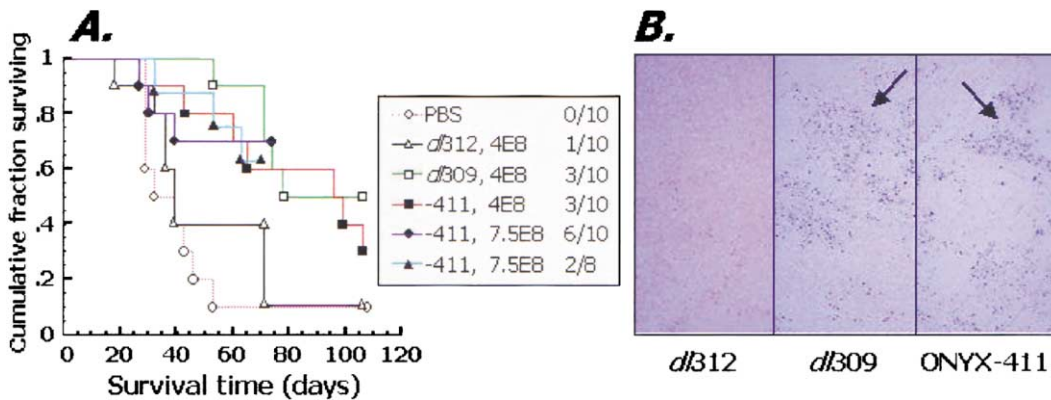 A.
Cumulative fraction surviving
1
.8
.6
.4
.2
0
0 20 40 60 80 100 120
Survival time (days)
PBS 0/10
dl312, 4E8 1/10
dl309, 4E8 3/10
-411, 4E8 3/10
-411, 7.5E8 6/10
-411, 7.5E8 2/8
B.
dl312 dl309 ONYX-411